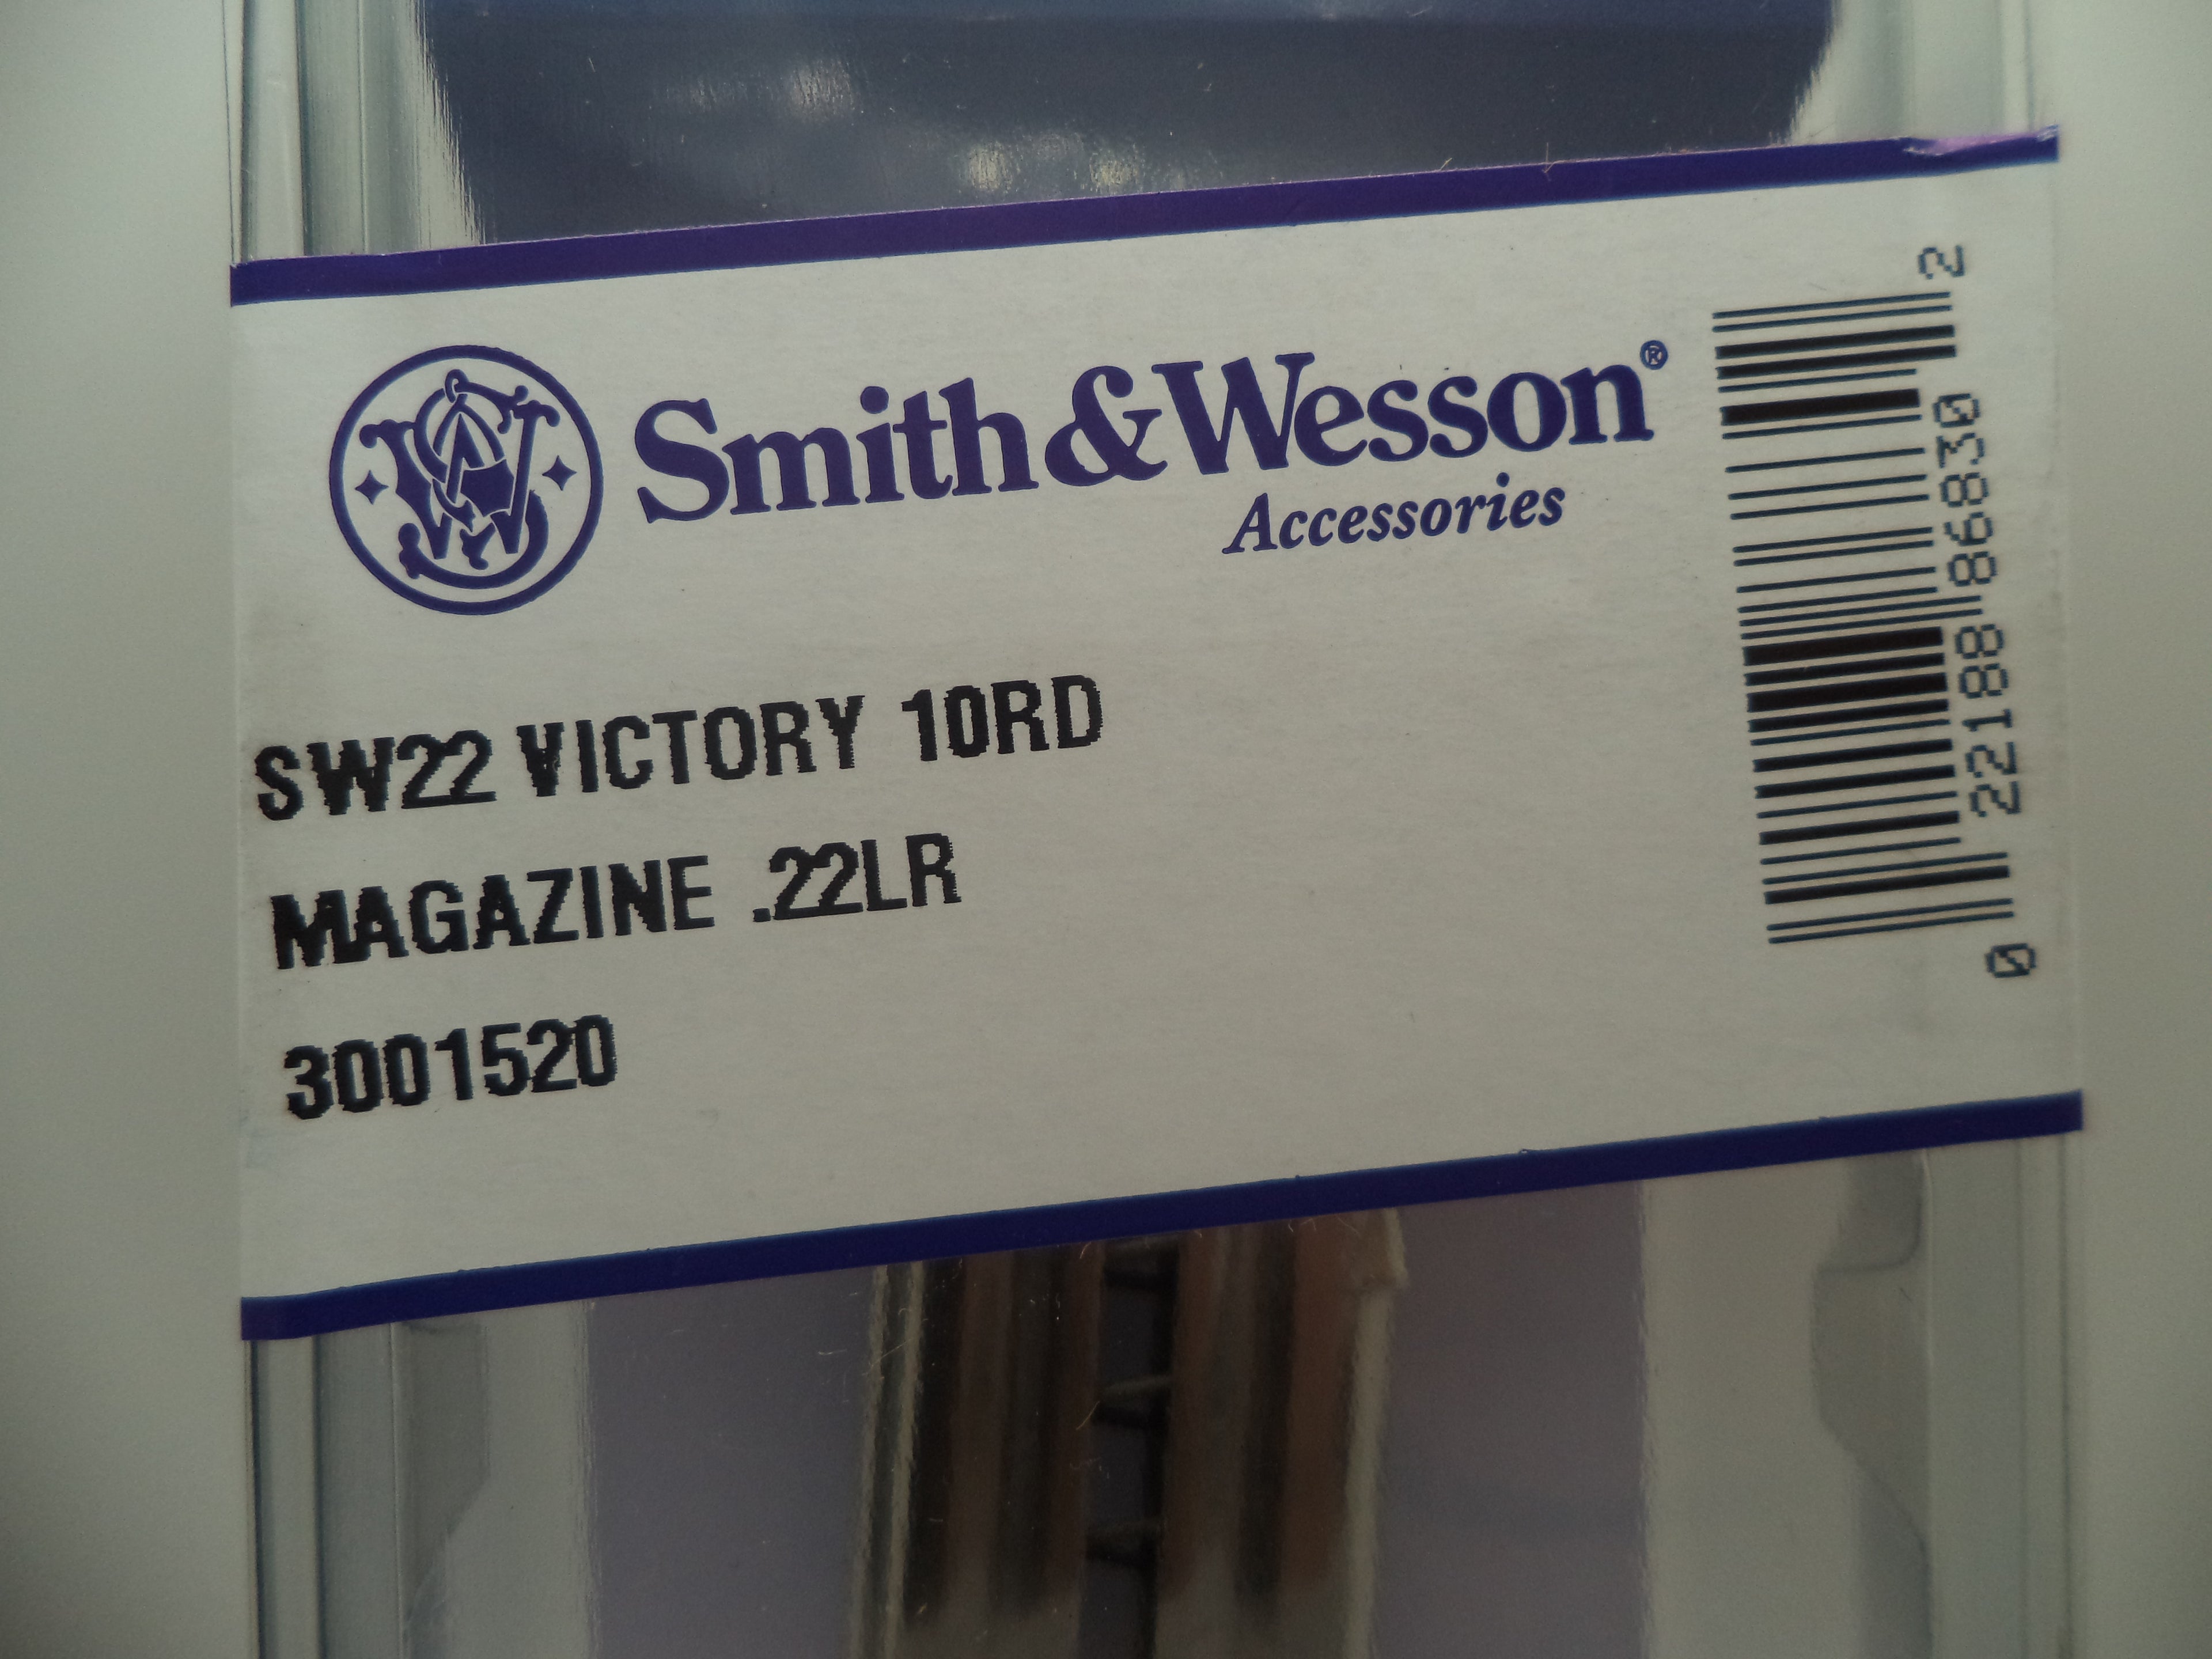 Smith & Wesson®
Accessories
SW22 VICTORY 10RD
MAGAZINE .22LR
3001520
0 22188 86830 2